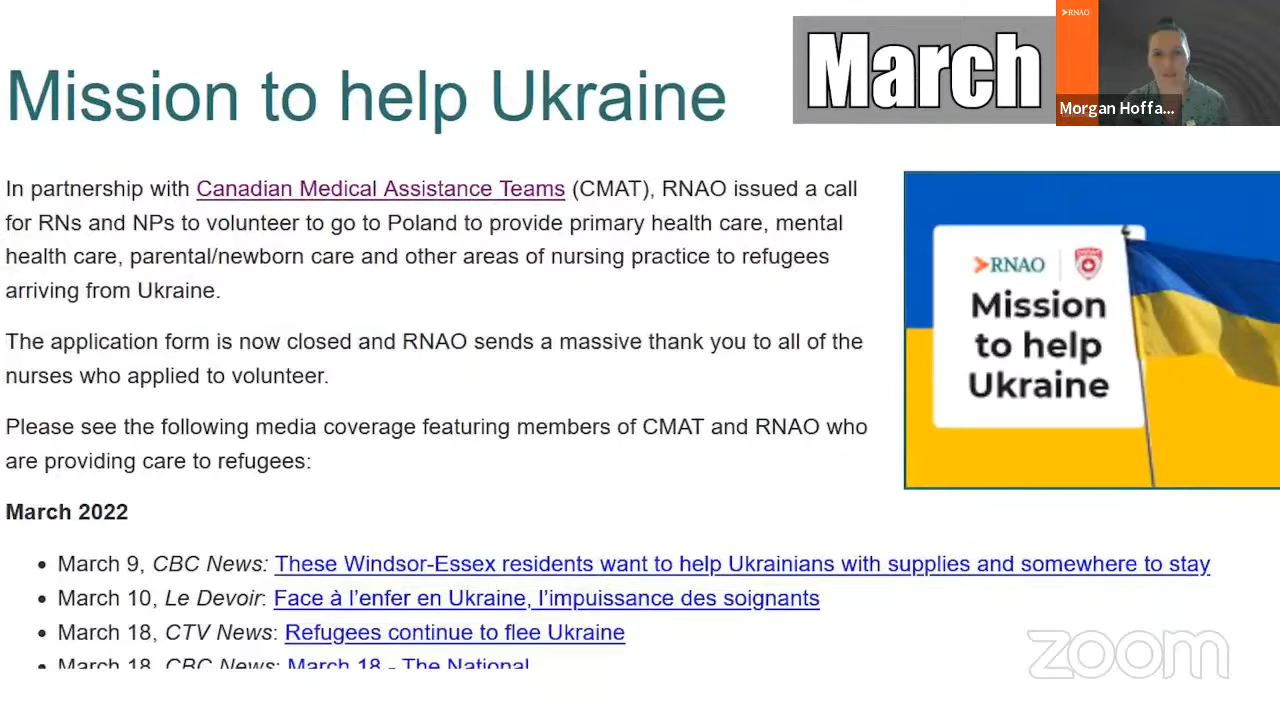 March
RNAO
Morgan Hoffa...
Mission to help Ukraine
In partnership with Canadian Medical Assistance Teams (CMAT), RNAO issued a call
for RNs and NPs to volunteer to go to Poland to provide primary health care, mental
health care, parental/newborn care and other areas of nursing practice to refugees
arriving from Ukraine.
The application form is now closed and RNAO sends a massive thank you to all of the
nurses who applied to volunteer.
Please see the following media coverage featuring members of CMAT and RNAO who
are providing care to refugees:
RNAO
Mission
to help
Ukraine
March 2022
• March 9, CBC News: These Windsor-Essex residents want to help Ukrainians with supplies and somewhere to stay
• March 10, Le Devoir: Face à l’enfer en Ukraine, l’impuissance des soignants
• March 18, CTV News: Refugees continue to flee Ukraine
• March 18, CBC News: March 18 - The National
zoom